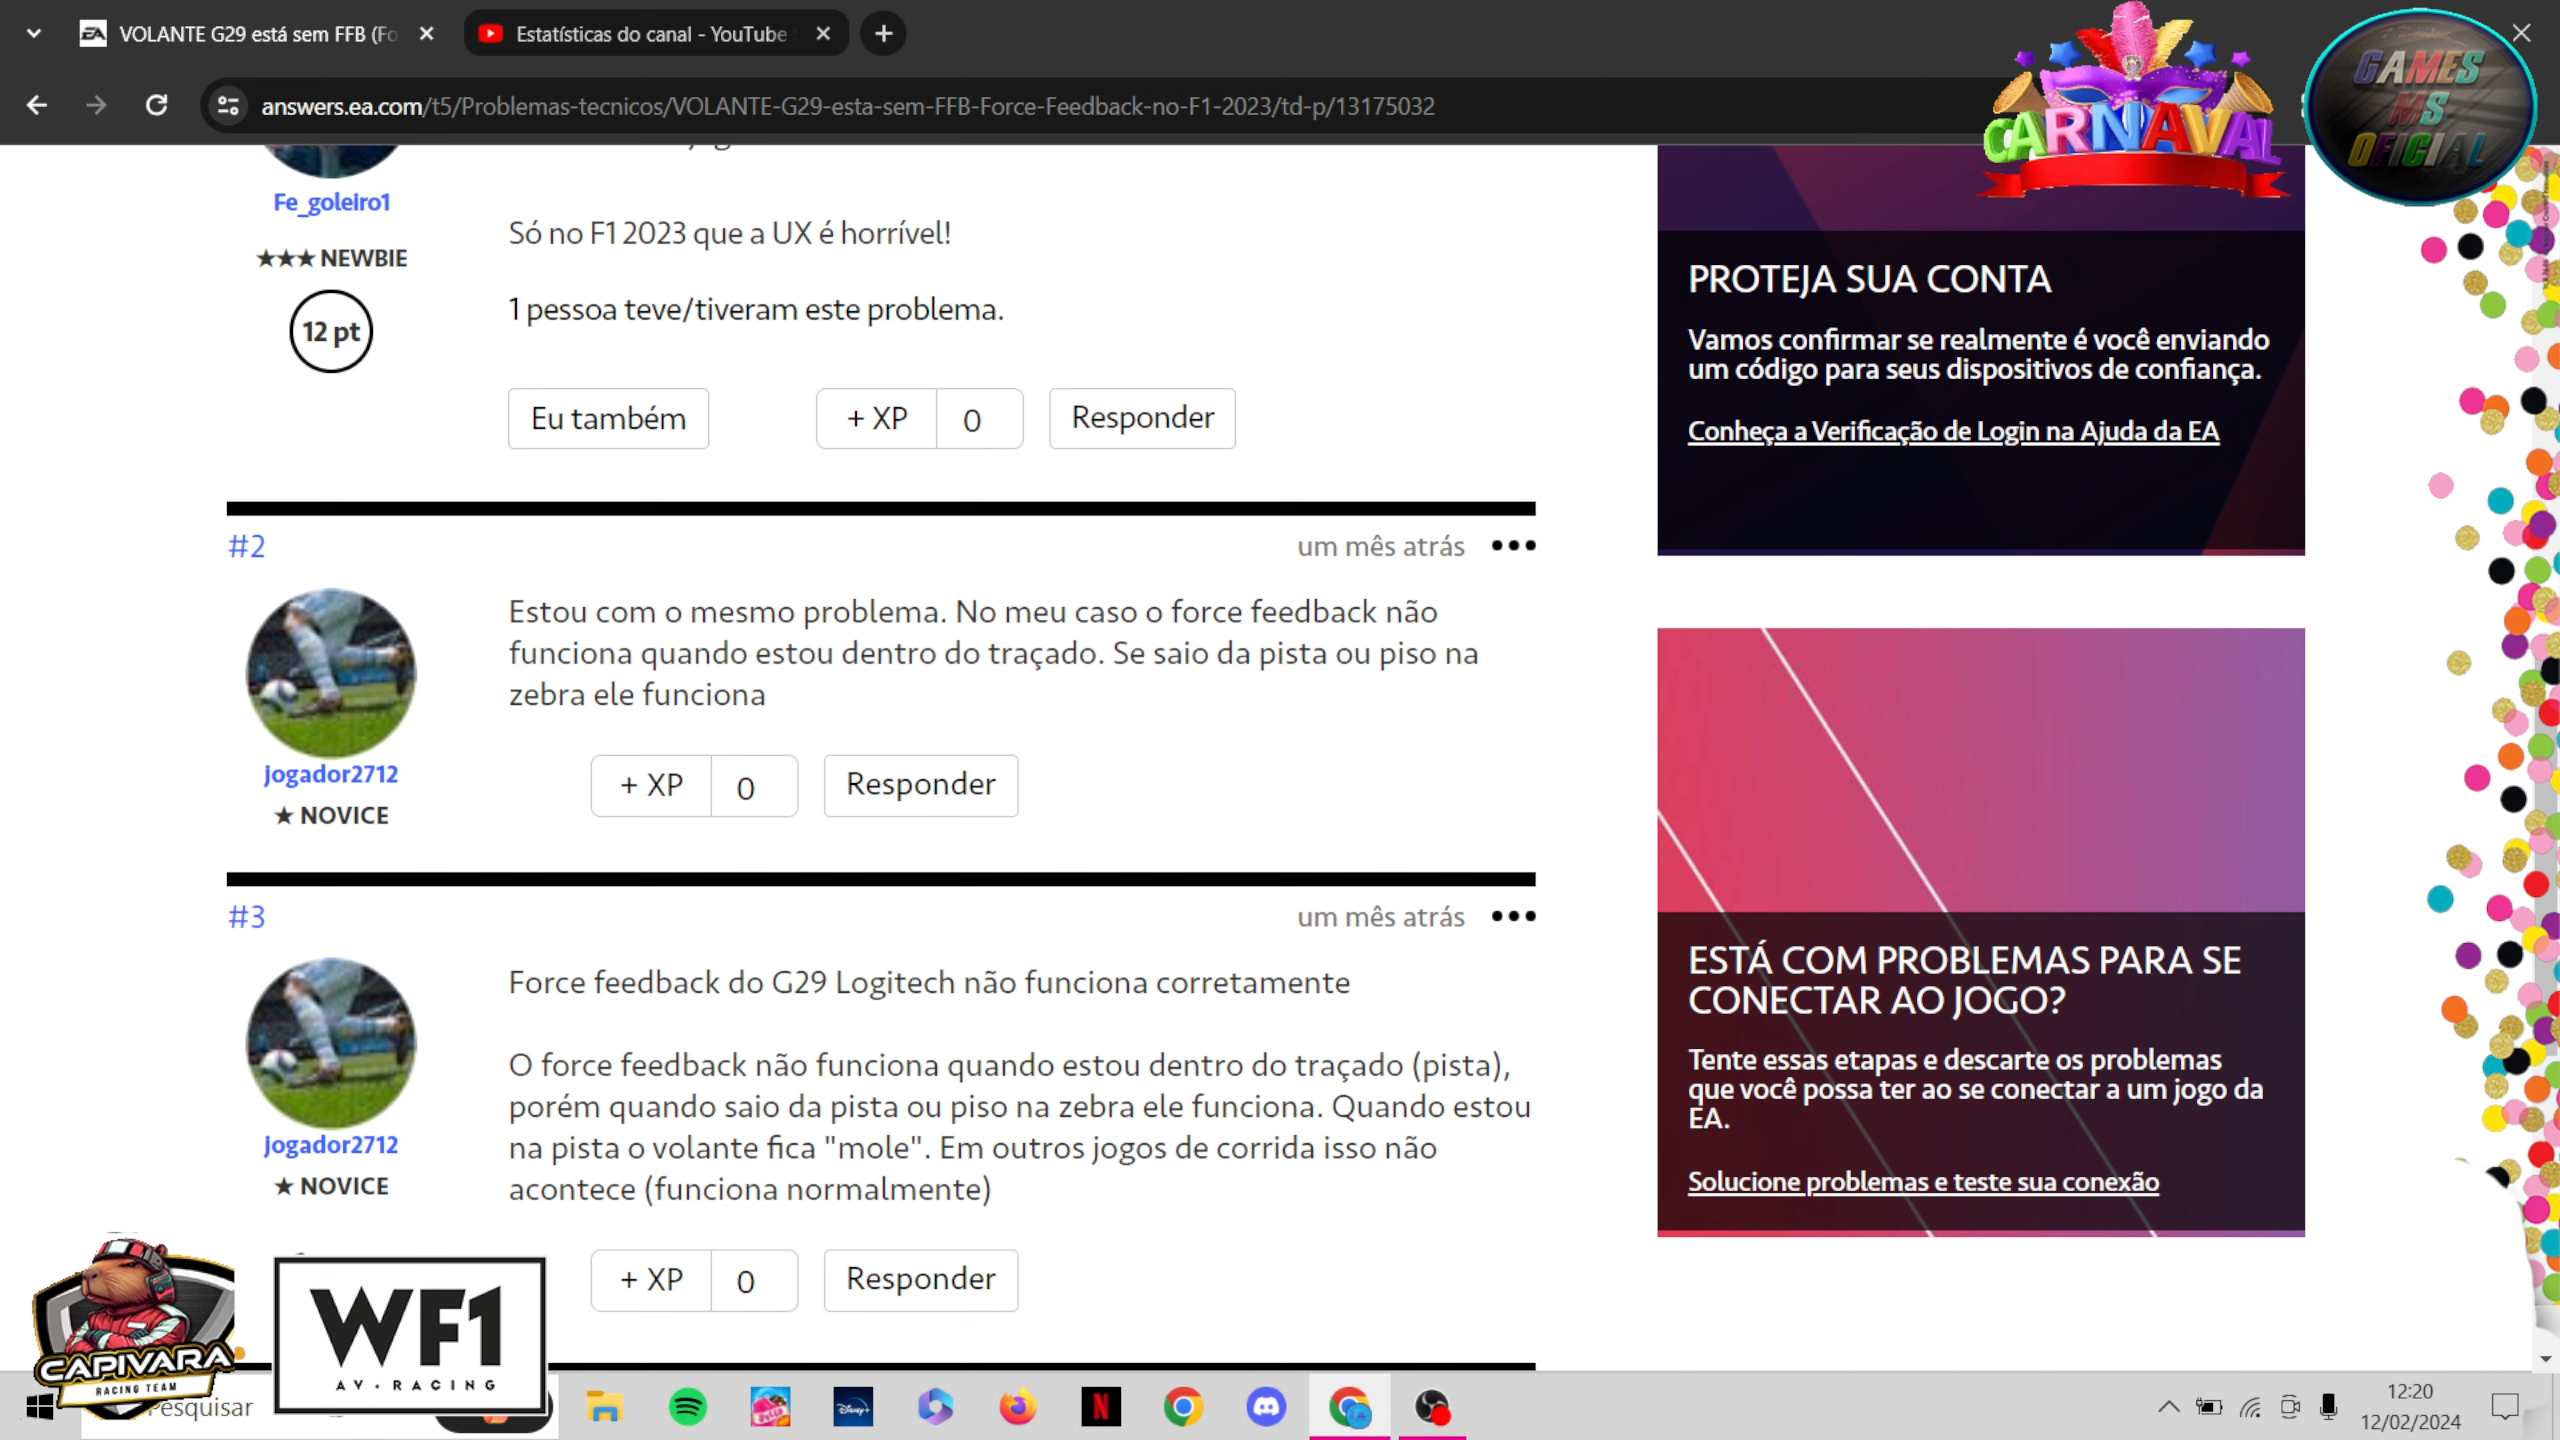 VOLANTE G29 está sem FFB (Fo
Estatísticas do canal - YouTube
answers.ea.com/t5/Problemas-tecnicos/VOLANTE-G29-esta-sem-FFB-Force-Feedback-no-F1-2023/td-p/13175032
CARNAVAL
GAMES
MS
OFICIAL
Fe_goleiro1
★★★ NEWBIE
12 pt
Só no F1 2023 que a UX é horrível!
1 pessoa teve/tiveram este problema.
Eu também
+ XP 0
Responder
#2
um mês atrás
Jogador2712
★ NOVICE
Estou com o mesmo problema. No meu caso o force feedback não
funciona quando estou dentro do traçado. Se saio da pista ou piso na
zebra ele funciona
+ XP 0
Responder
#3
um mês atrás
Jogador2712
★ NOVICE
Force feedback do G29 Logitech não funciona corretamente
O force feedback não funciona quando estou dentro do traçado (pista),
porém quando saio da pista ou piso na zebra ele funciona. Quando estou
na pista o volante fica "mole". Em outros jogos de corrida isso não
acontece (funciona normalmente)
+ XP 0
Responder
PROTEJA SUA CONTA
Vamos confirmar se realmente é você enviando
um código para seus dispositivos de confiança.
Conheça a Verificação de Login na Ajuda da EA
ESTÁ COM PROBLEMAS PARA SE
CONECTAR AO JOGO?
Tente essas etapas e descarte os problemas
que você possa ter ao se conectar a um jogo da
EA.
Solucione problemas e teste sua conexão
CAPIVARA
RACING TEAM
WF1
AV · RACING
Pesquisar
Disney+
N
12:20
12/02/2024